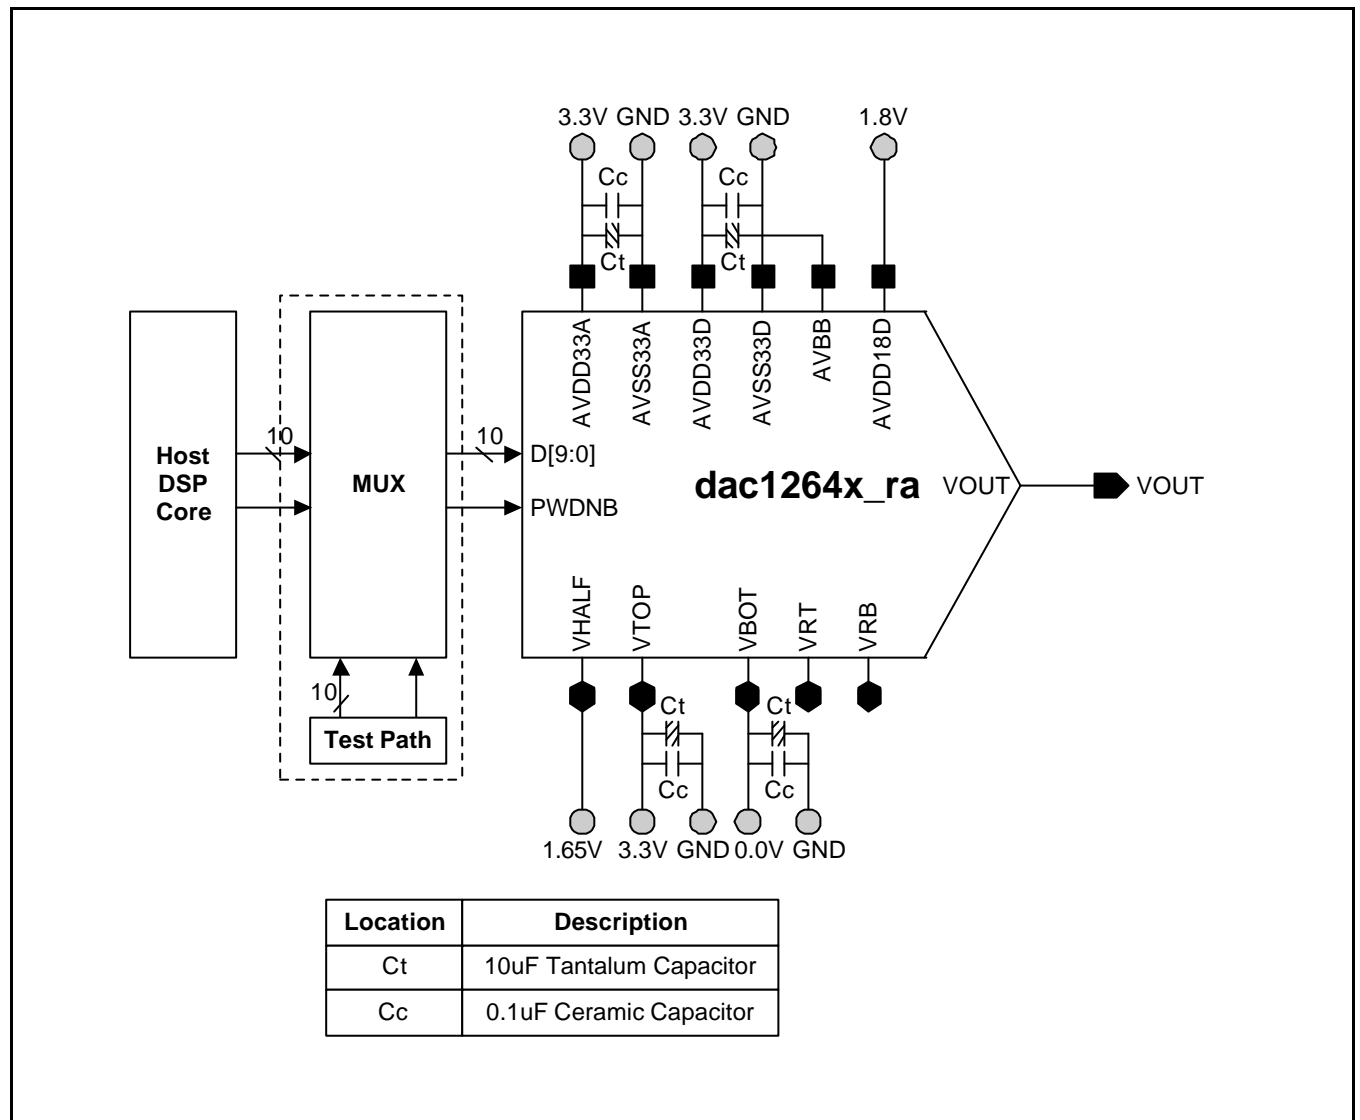 3.3V GND 3.3V GND 1.8V
Cc Cc
Ct Ct
AVDD33A
AVSS33A
AVDD33D
AVSS33D
AVBB
AVDD18D
Host
DSP
Core
10
MUX
10
D[9:0]
PWDNB
dac1264x_ra
VOUT
VOUT
VHALF
VTOP
VBOT
VRT
VRB
10
Test Path
Ct Ct
Cc Cc
1.65V 3.3V GND 0.0V GND
Location Description
Ct 10uF Tantalum Capacitor
Cc 0.1uF Ceramic Capacitor